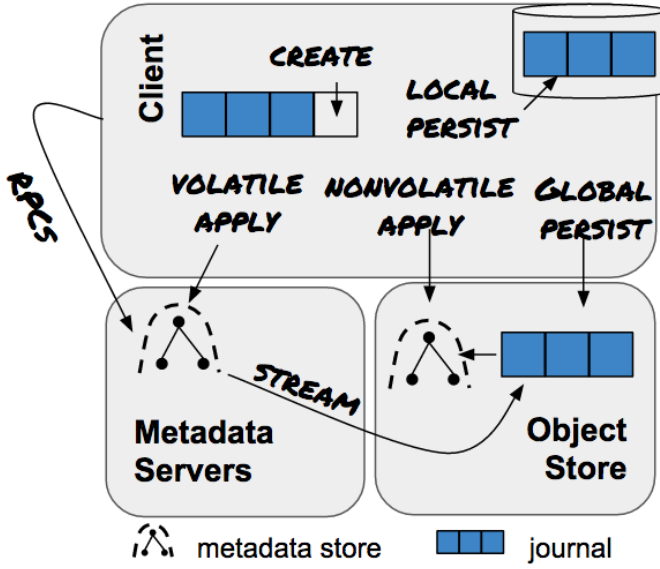 Client
CREATE
LOCAL
PERSIST
RPCS
VOLATILE
APPLY
NONVOLATILE
APPLY
GLOBAL
PERSIST
STREAM
Metadata
Servers
Object
Store
metadata store
journal